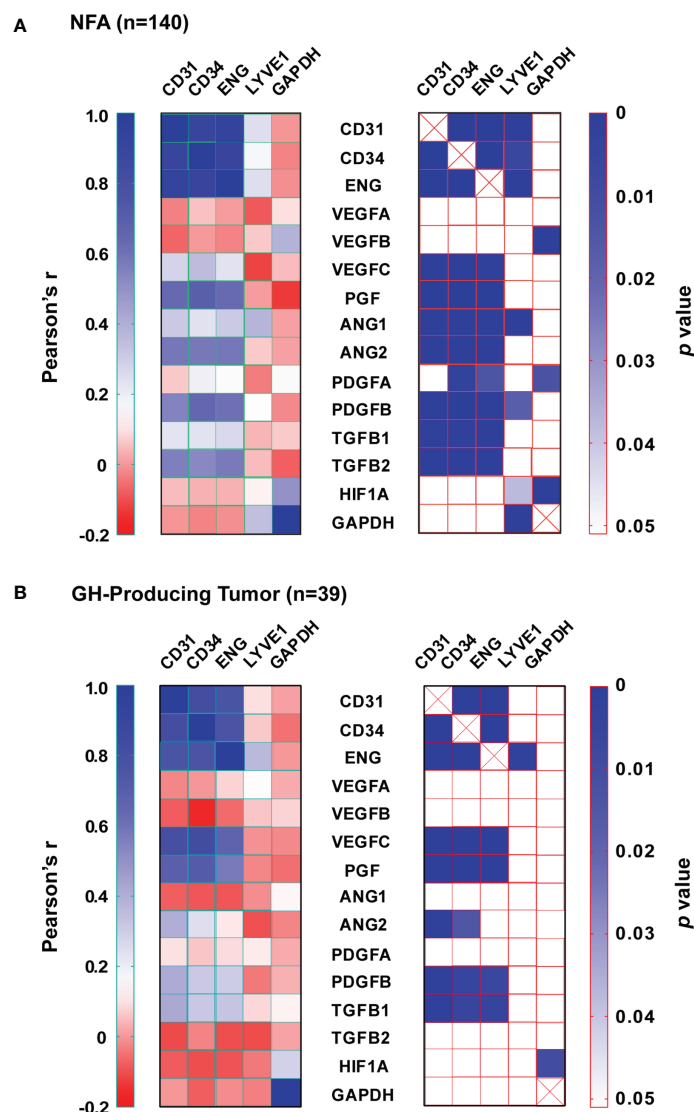 A
NFA (n=140)
CD31 CD34 ENG LYVE1 GAPDH
CD31 CD34 ENG LYVE1 GAPDH
Pearson's r
1.0
0.8
0.6
0.4
0.2
0
-0.2
CD31
CD34
ENG
VEGFA
VEGFB
VEGFC
PGF
ANG1
ANG2
PDGFA
PDGFB
TGFB1
TGFB2
HIF1A
GAPDH
0
0.01
0.02
0.03
0.04
0.05
p value
B
GH-Producing Tumor (n=39)
CD31 CD34 ENG LYVE1 GAPDH
CD31 CD34 ENG LYVE1 GAPDH
Pearson's r
1.0
0.8
0.6
0.4
0.2
0
-0.2
CD31
CD34
ENG
VEGFA
VEGFB
VEGFC
PGF
ANG1
ANG2
PDGFA
PDGFB
TGFB1
TGFB2
HIF1A
GAPDH
0
0.01
0.02
0.03
0.04
0.05
p value